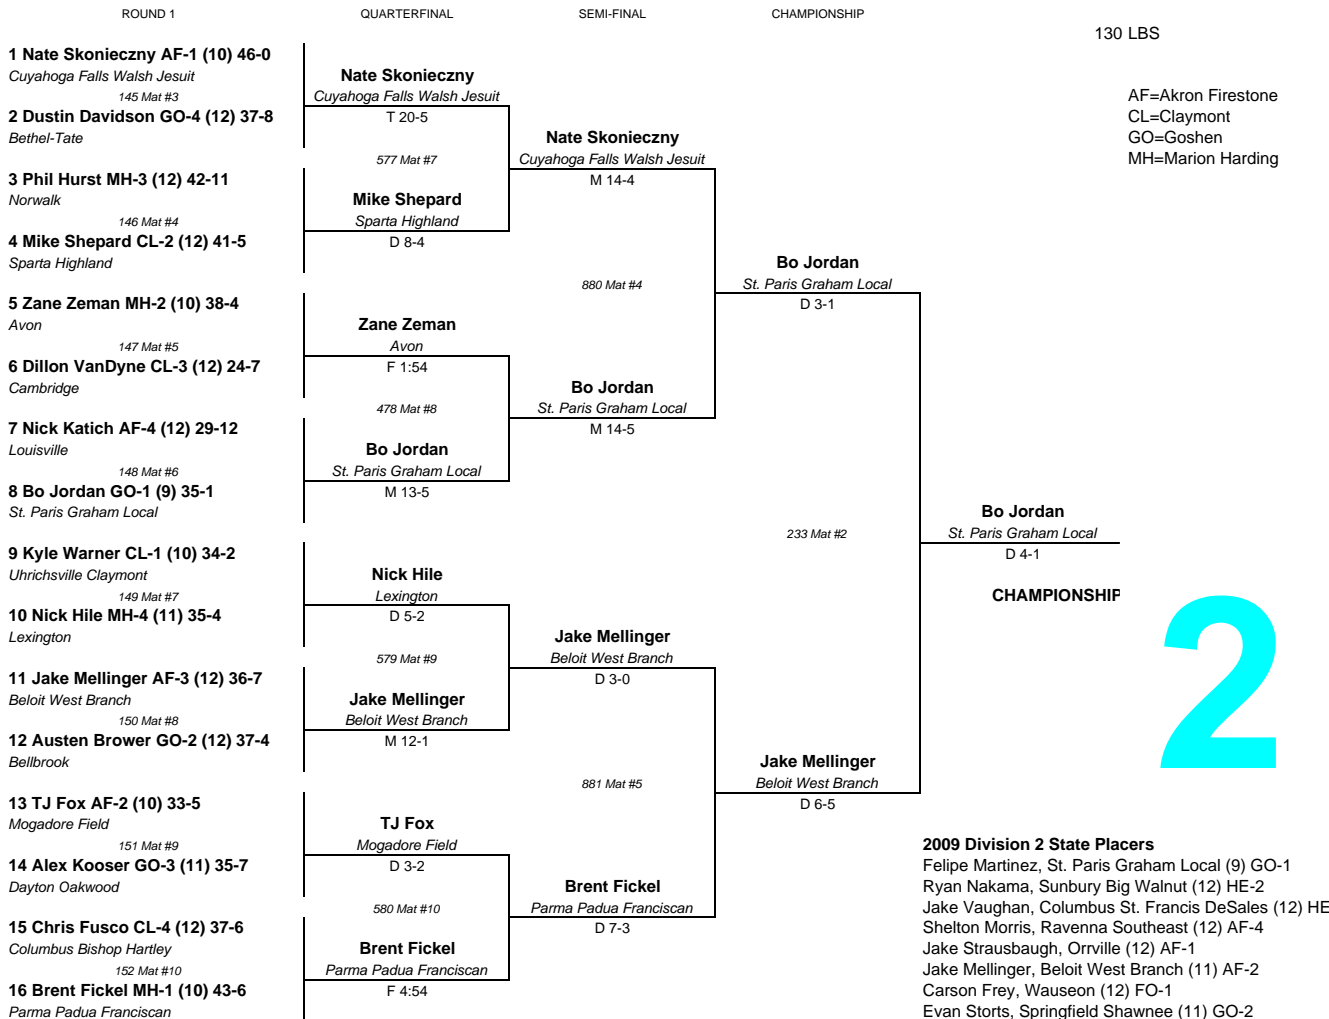 ROUND 1
QUARTERFINAL
SEMI-FINAL
CHAMPIONSHIP
130 LBS
AF=Akron Firestone
CL=Claymont
GO=Goshen
MH=Marion Harding
1 Nate Skonieczny AF-1 (10) 46-0
Cuyahoga Falls Walsh Jesuit
145 Mat #3
2 Dustin Davidson GO-4 (12) 37-8
Bethel-Tate
3 Phil Hurst MH-3 (12) 42-11
Norwalk
146 Mat #4
4 Mike Shepard CL-2 (12) 41-5
Sparta Highland
5 Zane Zeman MH-2 (10) 38-4
Avon
147 Mat #5
6 Dillon VanDyne CL-3 (12) 24-7
Cambridge
7 Nick Katich AF-4 (12) 29-12
Louisville
148 Mat #6
8 Bo Jordan GO-1 (9) 35-1
St. Paris Graham Local
9 Kyle Warner CL-1 (10) 34-2
Uhrichsville Claymont
149 Mat #7
10 Nick Hile MH-4 (11) 35-4
Lexington
11 Jake Mellinger AF-3 (12) 36-7
Beloit West Branch
150 Mat #8
12 Austen Brower GO-2 (12) 37-4
Bellbrook
13 TJ Fox AF-2 (10) 33-5
Mogadore Field
151 Mat #9
14 Alex Kooser GO-3 (11) 35-7
Dayton Oakwood
15 Chris Fusco CL-4 (12) 37-6
Columbus Bishop Hartley
152 Mat #10
16 Brent Fickel MH-1 (10) 43-6
Parma Padua Franciscan
Nate Skonieczny
Cuyahoga Falls Walsh Jesuit
T 20-5
577 Mat #7
Mike Shepard
Sparta Highland
D 8-4
Zane Zeman
Avon
F 1:54
478 Mat #8
Bo Jordan
St. Paris Graham Local
M 13-5
Nick Hile
Lexington
D 5-2
579 Mat #9
Jake Mellinger
Beloit West Branch
M 12-1
TJ Fox
Mogadore Field
D 3-2
580 Mat #10
Brent Fickel
Parma Padua Franciscan
F 4:54
Nate Skonieczny
Cuyahoga Falls Walsh Jesuit
M 14-4
880 Mat #4
Bo Jordan
St. Paris Graham Local
M 14-5
Jake Mellinger
Beloit West Branch
D 3-0
881 Mat #5
Brent Fickel
Parma Padua Franciscan
D 7-3
Bo Jordan
St. Paris Graham Local
D 3-1
233 Mat #2
Jake Mellinger
Beloit West Branch
D 6-5
Bo Jordan
St. Paris Graham Local
D 4-1
CHAMPIONSHIP
2
2009 Division 2 State Placers
Felipe Martinez, St. Paris Graham Local (9) GO-1
Ryan Nakama, Sunbury Big Walnut (12) HE-2
Jake Vaughan, Columbus St. Francis DeSales (12) HE
Shelton Morris, Ravenna Southeast (12) AF-4
Jake Strausbaugh, Orrville (12) AF-1
Jake Mellinger, Beloit West Branch (11) AF-2
Carson Frey, Wauseon (12) FO-1
Evan Storts, Springfield Shawnee (11) GO-2